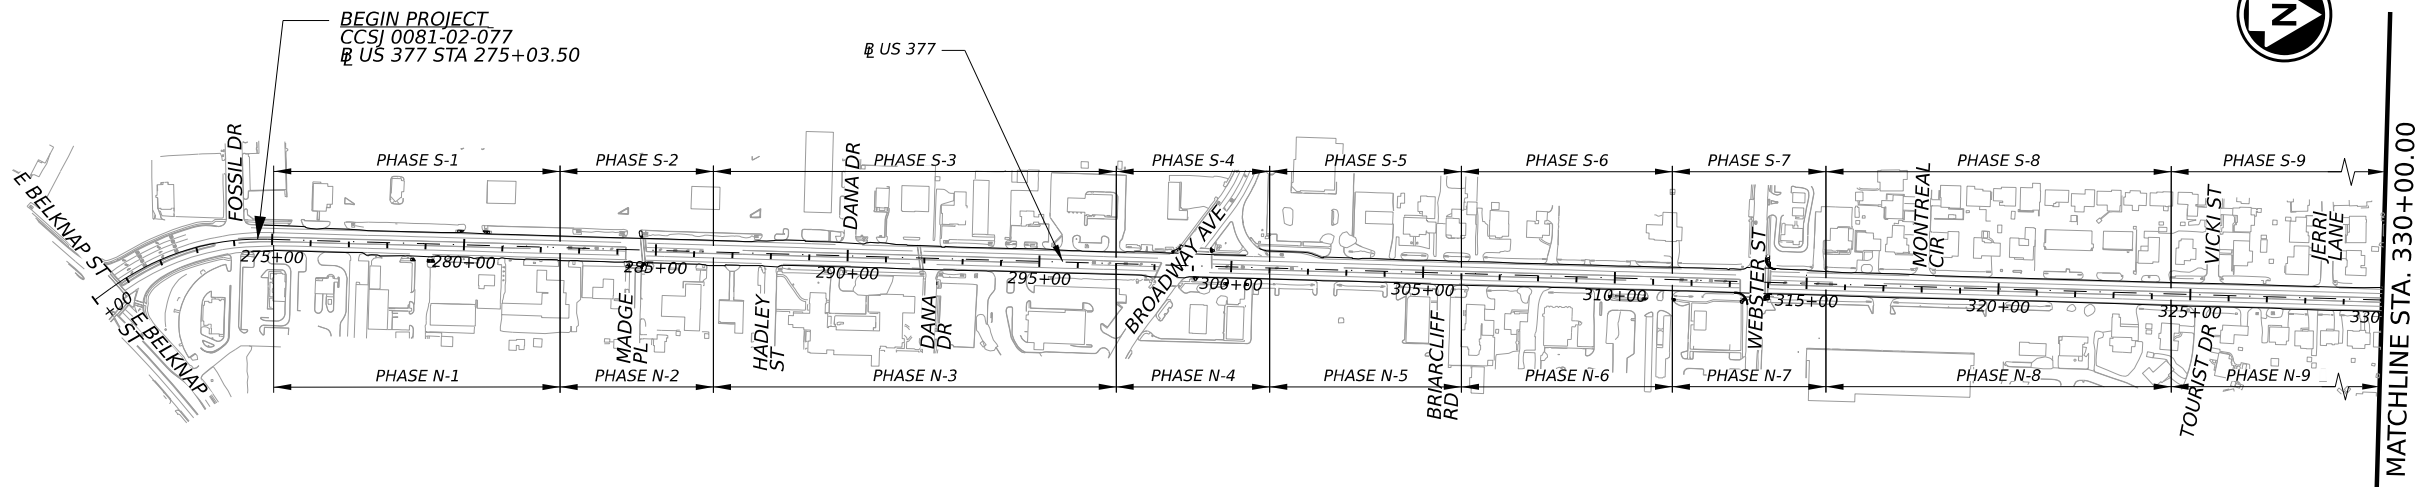 BEGIN PROJECT
CCSJ 0081-02-077
℄ US 377 STA 275+03.50
℄ US 377
N
E BELKNAP ST
FOSSIL DR
PHASE S-1
PHASE S-2
DANA DR
PHASE S-3
PHASE S-4
PHASE S-5
PHASE S-6
PHASE S-7
PHASE S-8
PHASE S-9
MONTREAL
CIR
VICKI ST
JERRI
LANE
BROADWAY AVE
WEBSTER ST
+00
275+00
280+00
285+00
290+00
295+00
300+00
305+00
310+00
315+00
320+00
325+00
330
E BELKNAP
ST
MADGE
PL
HADLEY
ST
DANA
DR
BRIARCLIFF
RD
TOURIST DR
PHASE N-1
PHASE N-2
PHASE N-3
PHASE N-4
PHASE N-5
PHASE N-6
PHASE N-7
PHASE N-8
PHASE N-9
MATCHLINE STA. 330+00.00